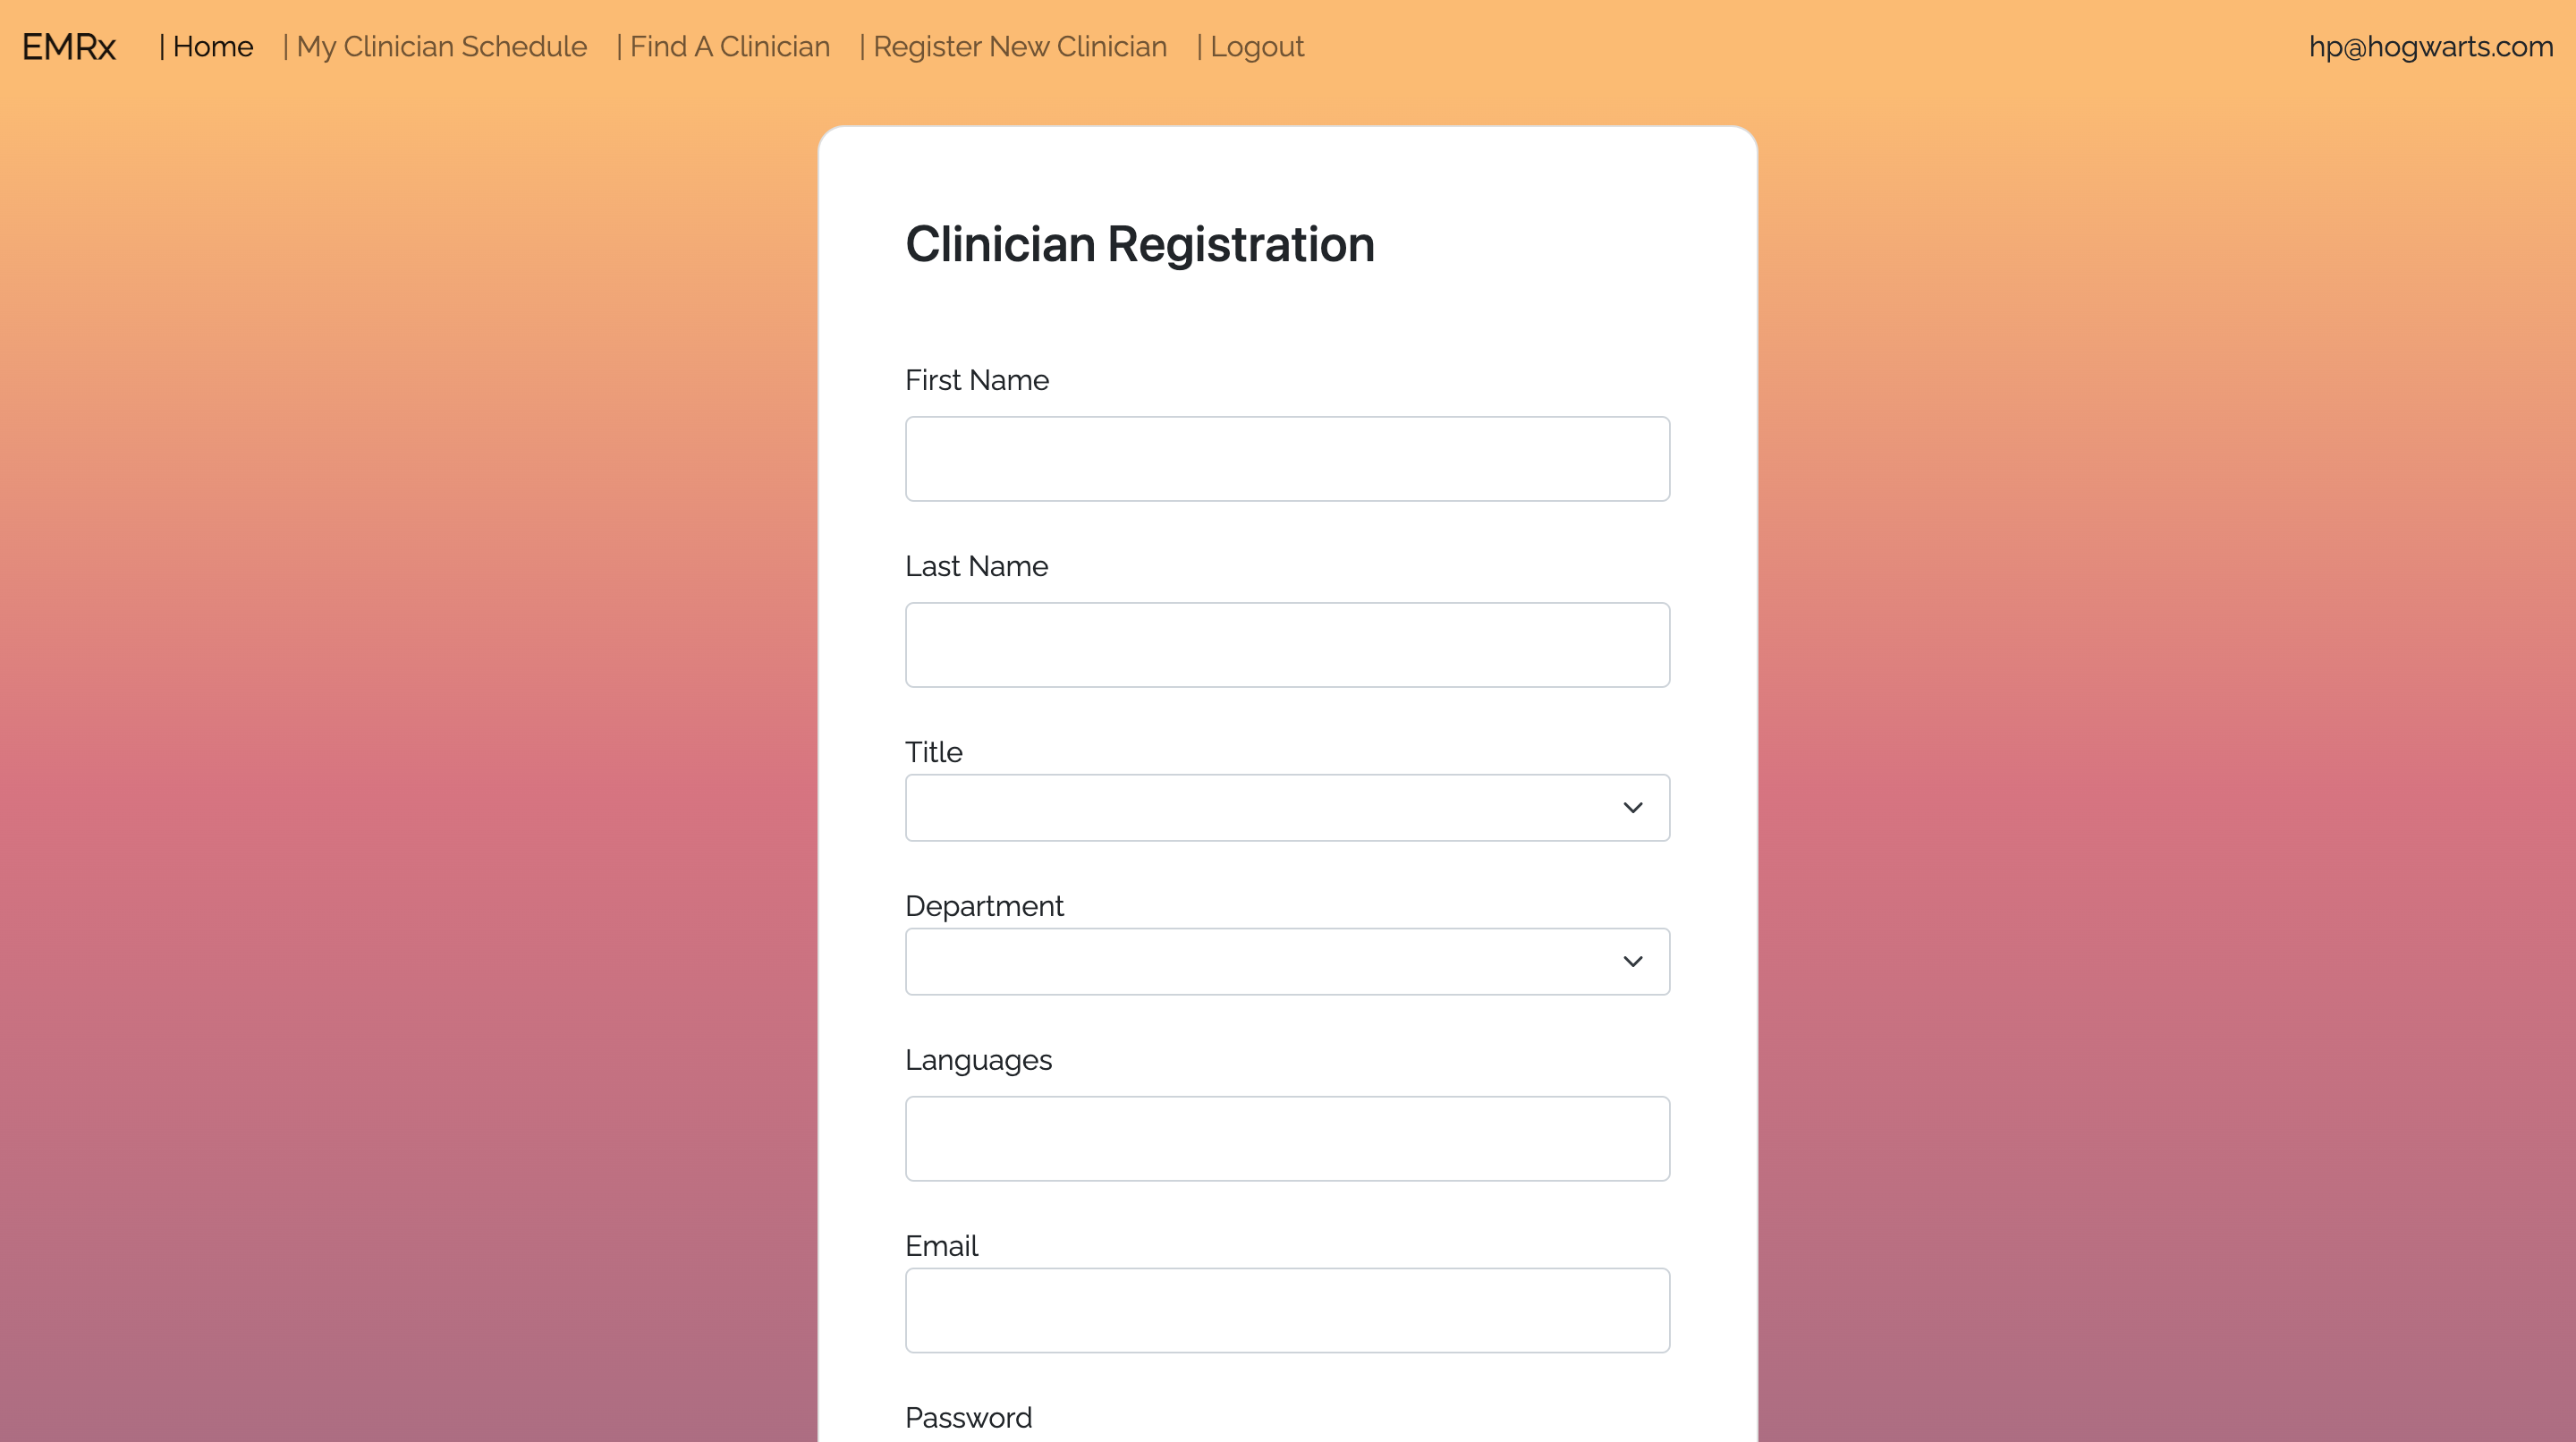 EMRx | Home | My Clinician Schedule | Find A Clinician | Register New Clinician | Logout hp@hogwarts.com
Clinician Registration
First Name
Last Name
Title
Department
Languages
Email
Password